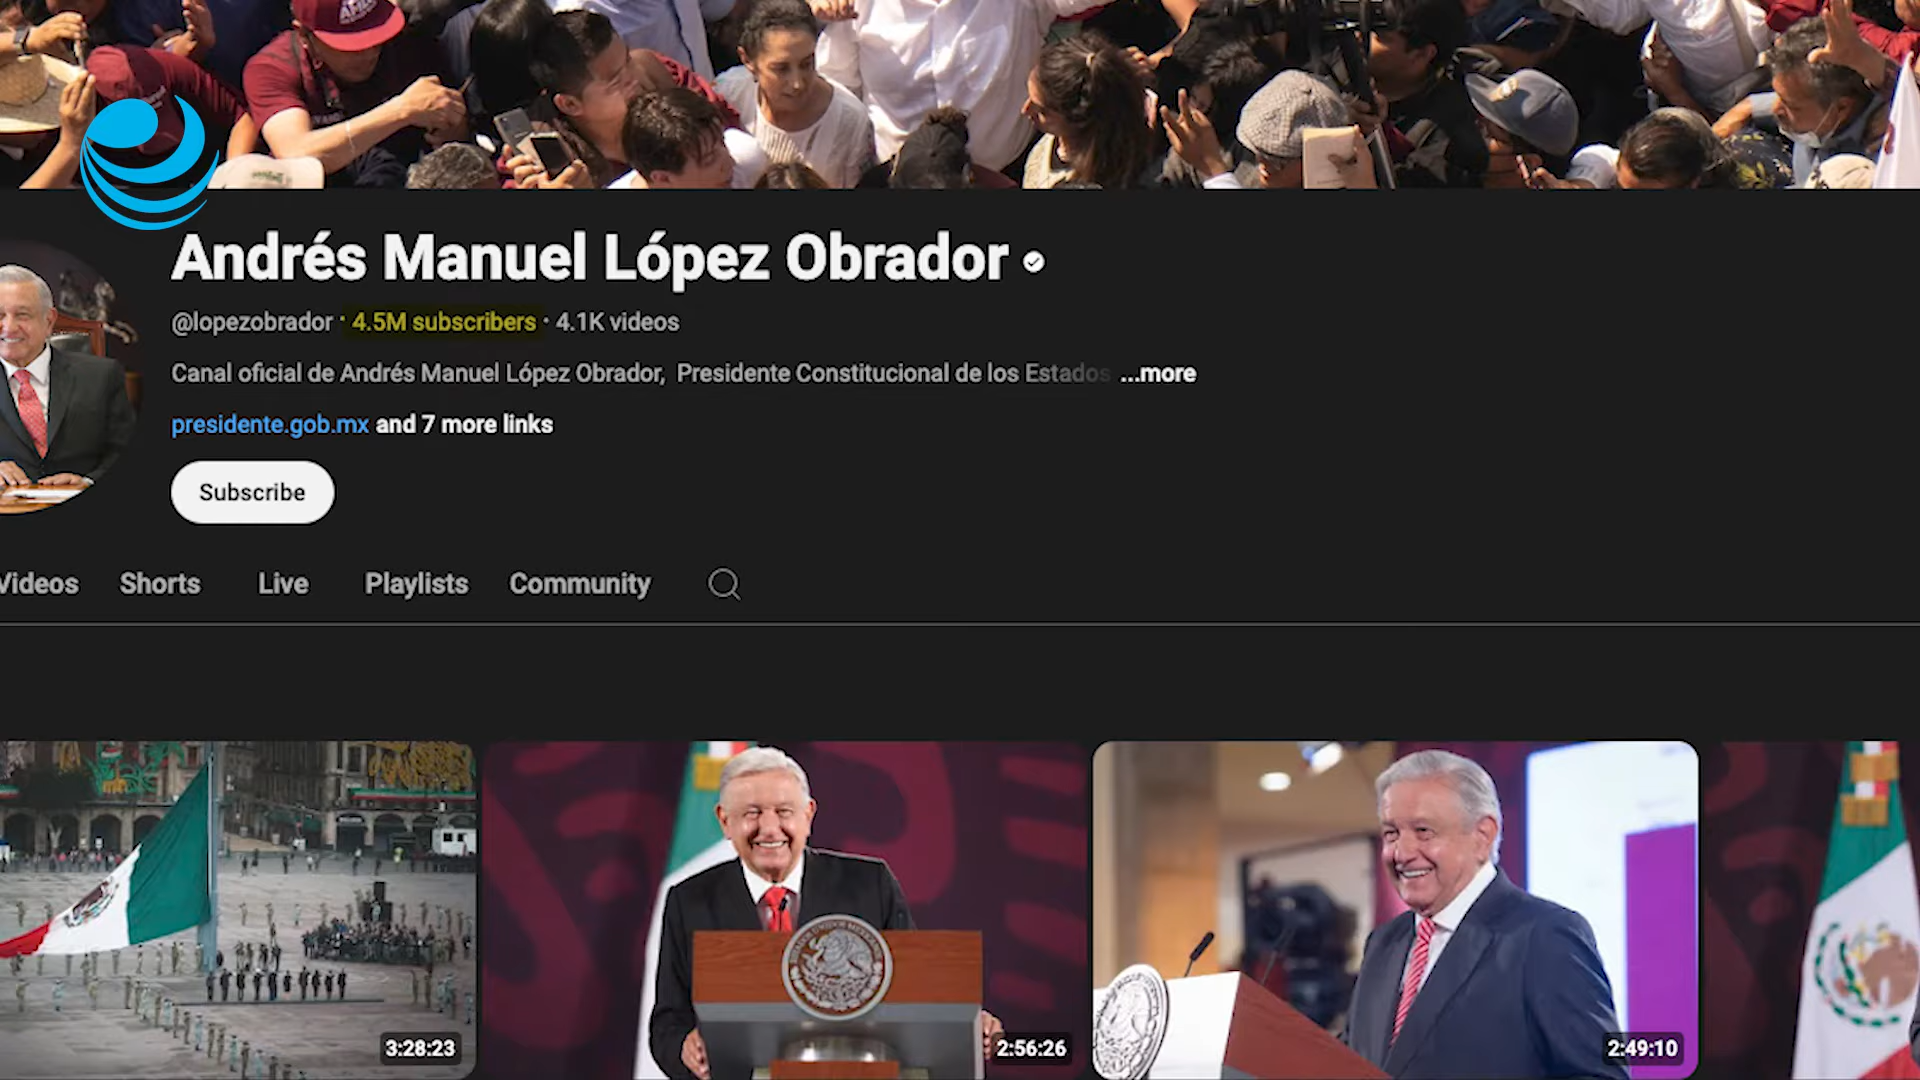 Andrés Manuel López Obrador
@lopezobrador · 4.5M subscribers · 4.1K videos
Canal oficial de Andrés Manuel López Obrador, Presidente Constitucional de los Estados ...more
presidente.gob.mx and 7 more links
Subscribe
Videos Shorts Live Playlists Community
3:28:23
2:56:26
2:49:10